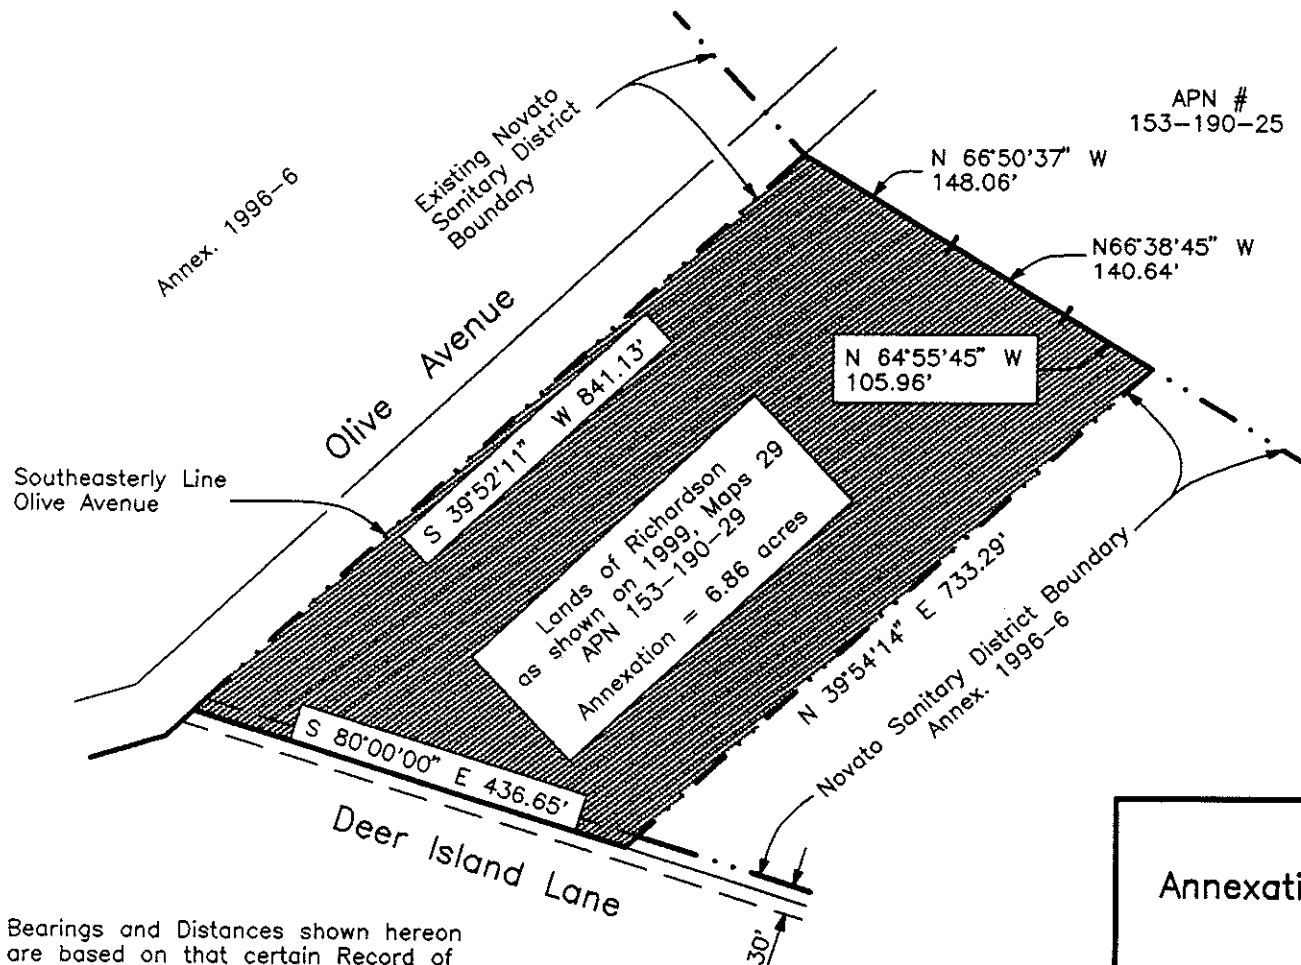 APN #
153-190-25
Existing Novato
Sanitary District
Boundary
N 66°50'37" W
148.06'
Annex. 1996-6
N66°38'45" W
140.64'
Olive Avenue
N 64°55'45" W
105.96'
S 39°52'11" W 841.13'
Southeasterly Line
Olive Avenue
Lands of Richardson
as shown on 1999, Maps 29
APN 153-190-29
Annexation = 6.86 acres
N 39°54'14" E 733.29'
Novato Sanitary District Boundary
Annex. 1996-6
S 80°00'00" E 436.65'
Deer Island Lane
30'
Annexati
Bearings and Distances shown hereon
are based on that certain Record of